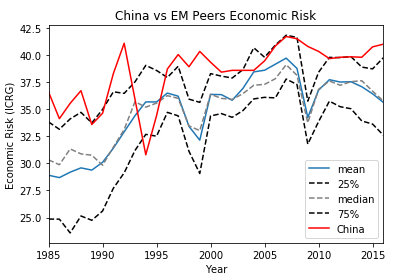 China vs EM Peers Economic Risk
Economic Risk (ICRG)
42.5
40.0
37.5
35.0
32.5
30.0
27.5
25.0
1985
1990
1995
2000
2005
2010
2015
Year
mean
25%
median
75%
China